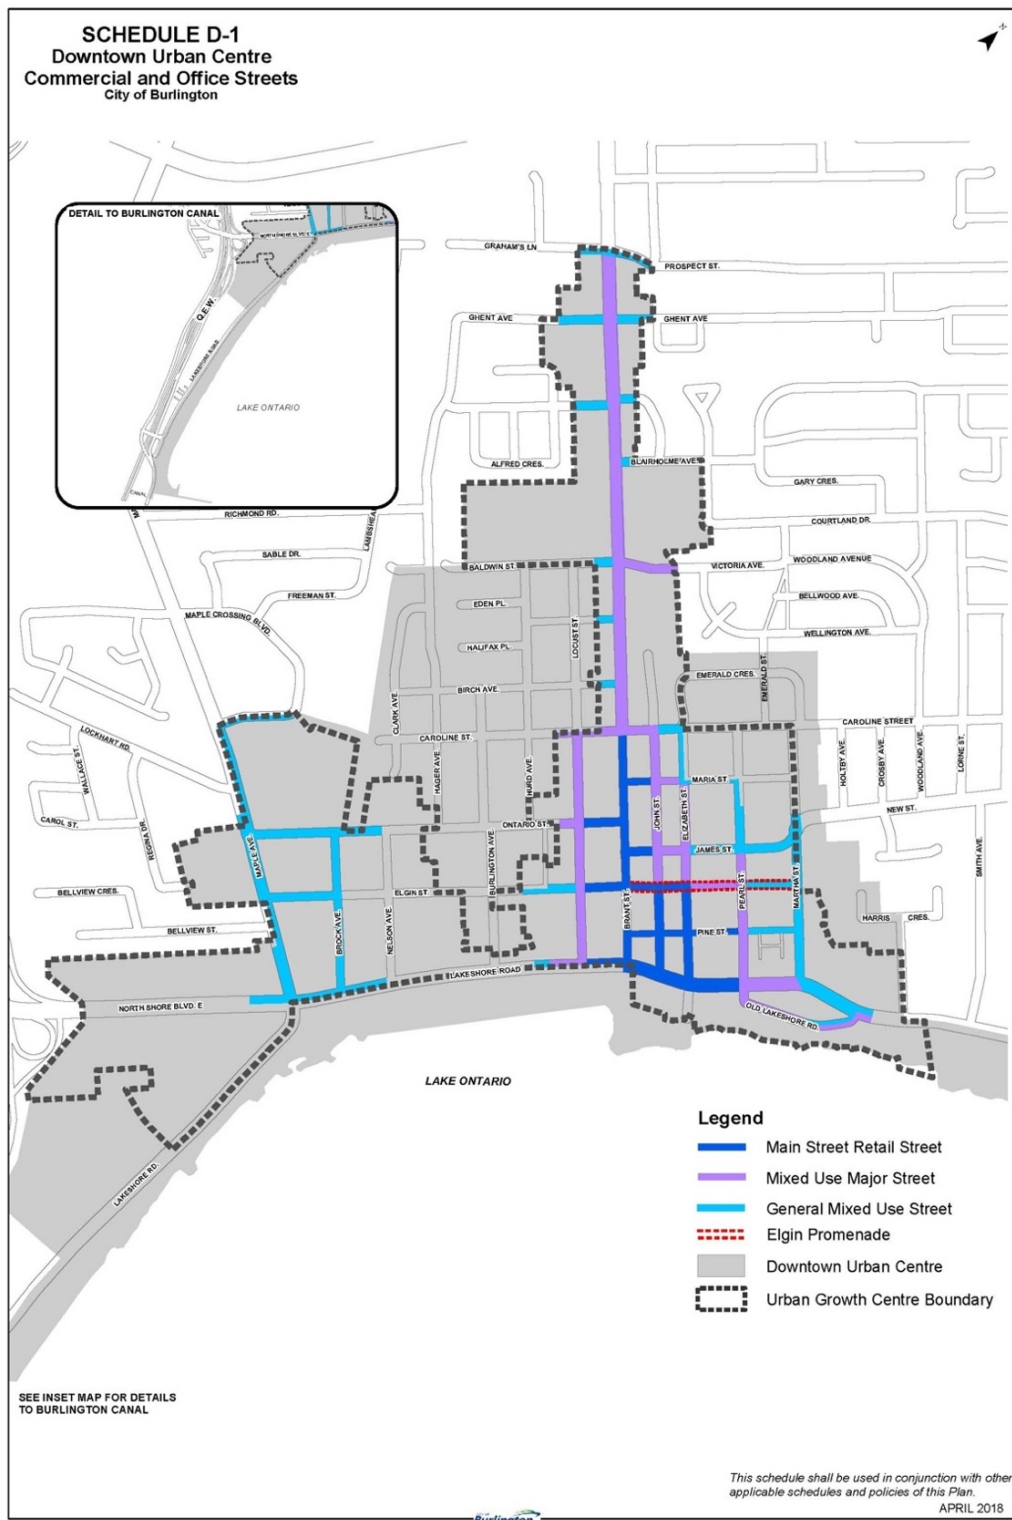 SCHEDULE D-1
Downtown Urban Centre
Commercial and Office Streets
City of Burlington
N
DETAIL TO BURLINGTON CANAL
NORTH SHORE BLVD E
Q.E.W.
LAKESHORE ROAD
LAKE ONTARIO
CANAL
GRAHAM'S LN
PROSPECT ST.
GHENT AVE
GHENT AVE
ALFRED CRES.
BLAIRHOLME AVE
GARY CRES.
RICHMOND RD.
COURTLAND DR.
SABLE DR.
BALDWIN ST.
VICTORIA AVE.
WOODLAND AVENUE
FREEMAN ST.
EDEN PL.
BELLWOOD AVE.
MAPLE CROSSING BLVD.
HALIFAX PL.
LOCUST ST.
WELLINGTON AVE.
BIRCH AVE.
EMERALD CRES.
EMERALD ST.
CLARK AVE.
CAROLINE STREET
LOCKHART RD.
CAROLINE ST.
WALLACE ST.
HAGER AVE.
HURD AVE.
MARIA ST.
HOLTBY AVE.
CROSBY AVE.
WOODLAND AVE.
LORNE ST.
CAROL ST.
REGINA DR.
ONTARIO ST.
JOHN ST.
ELIZABETH ST.
NEW ST.
MAPLE AVE.
BURLINGTON AVE.
JAMES ST.
SMITH AVE.
BELLVIEW CRES.
ELGIN ST.
BRANT ST.
PEARL ST.
MARTHA ST.
BELLVIEW ST.
BROCK AVE.
NELSON AVE.
PINE ST.
HARRIS CRES.
LAKESHORE ROAD
NORTH SHORE BLVD. E
OLD LAKESHORE RD.
LAKE ONTARIO
LAKESHORE RD.
Legend
Main Street Retail Street
Mixed Use Major Street
General Mixed Use Street
Elgin Promenade
Downtown Urban Centre
Urban Growth Centre Boundary
SEE INSET MAP FOR DETAILS
TO BURLINGTON CANAL
This schedule shall be used in conjunction with other
applicable schedules and policies of this Plan.
APRIL 2018
Burlington